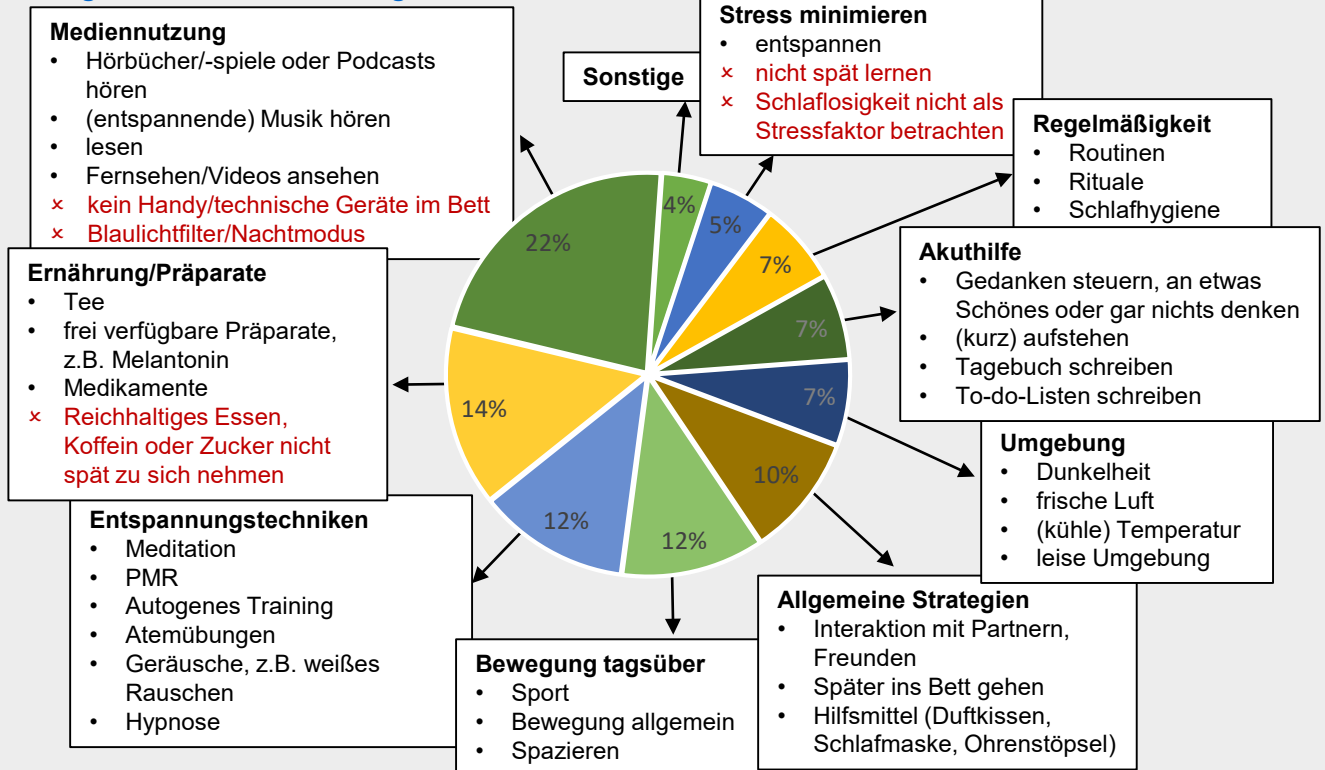 Mediennutzung
• Hörbücher/-spiele oder Podcasts
hören
• (entspannende) Musik hören
• lesen
• Fernsehen/Videos ansehen
× kein Handy/technische Geräte im Bett
× Blaulichtfilter/Nachtmodus
Sonstige
Stress minimieren
• entspannen
× nicht spät lernen
× Schlaflosigkeit nicht als
Stressfaktor betrachten
Regelmäßigkeit
• Routinen
• Rituale
• Schlafhygiene
Akuthilfe
• Gedanken steuern, an etwas
Schönes oder gar nichts denken
• (kurz) aufstehen
• Tagebuch schreiben
• To-do-Listen schreiben
Umgebung
• Dunkelheit
• frische Luft
• (kühle) Temperatur
• leise Umgebung
Allgemeine Strategien
• Interaktion mit Partnern,
Freunden
• Später ins Bett gehen
• Hilfsmittel (Duftkissen,
Schlafmaske, Ohrenstöpsel)
Bewegung tagsüber
• Sport
• Bewegung allgemein
• Spazieren
Entspannungstechniken
• Meditation
• PMR
• Autogenes Training
• Atemübungen
• Geräusche, z.B. weißes
Rauschen
• Hypnose
Ernährung/Präparate
• Tee
• frei verfügbare Präparate,
z.B. Melantonin
• Medikamente
× Reichhaltiges Essen,
Koffein oder Zucker nicht
spät zu sich nehmen
4%
5%
7%
7%
7%
10%
12%
12%
14%
22%